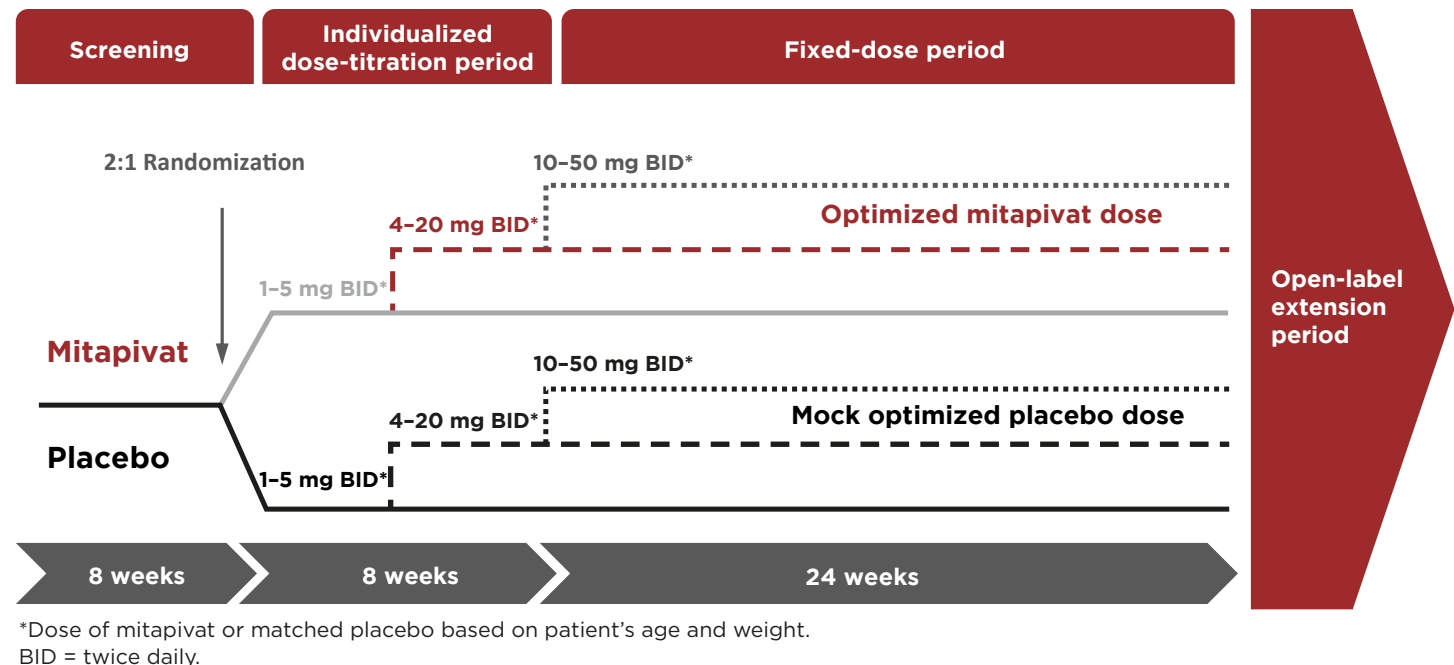 Screening
Individualized
dose-titration period
Fixed-dose period
2:1 Randomization
10–50 mg BID*
4–20 mg BID*
Optimized mitapivat dose
1–5 mg BID*
Open-label
extension
period
Mitapivat
10–50 mg BID*
4–20 mg BID*
Mock optimized placebo dose
Placebo
1–5 mg BID*
8 weeks
8 weeks
24 weeks
*Dose of mitapivat or matched placebo based on patient’s age and weight.
BID = twice daily.